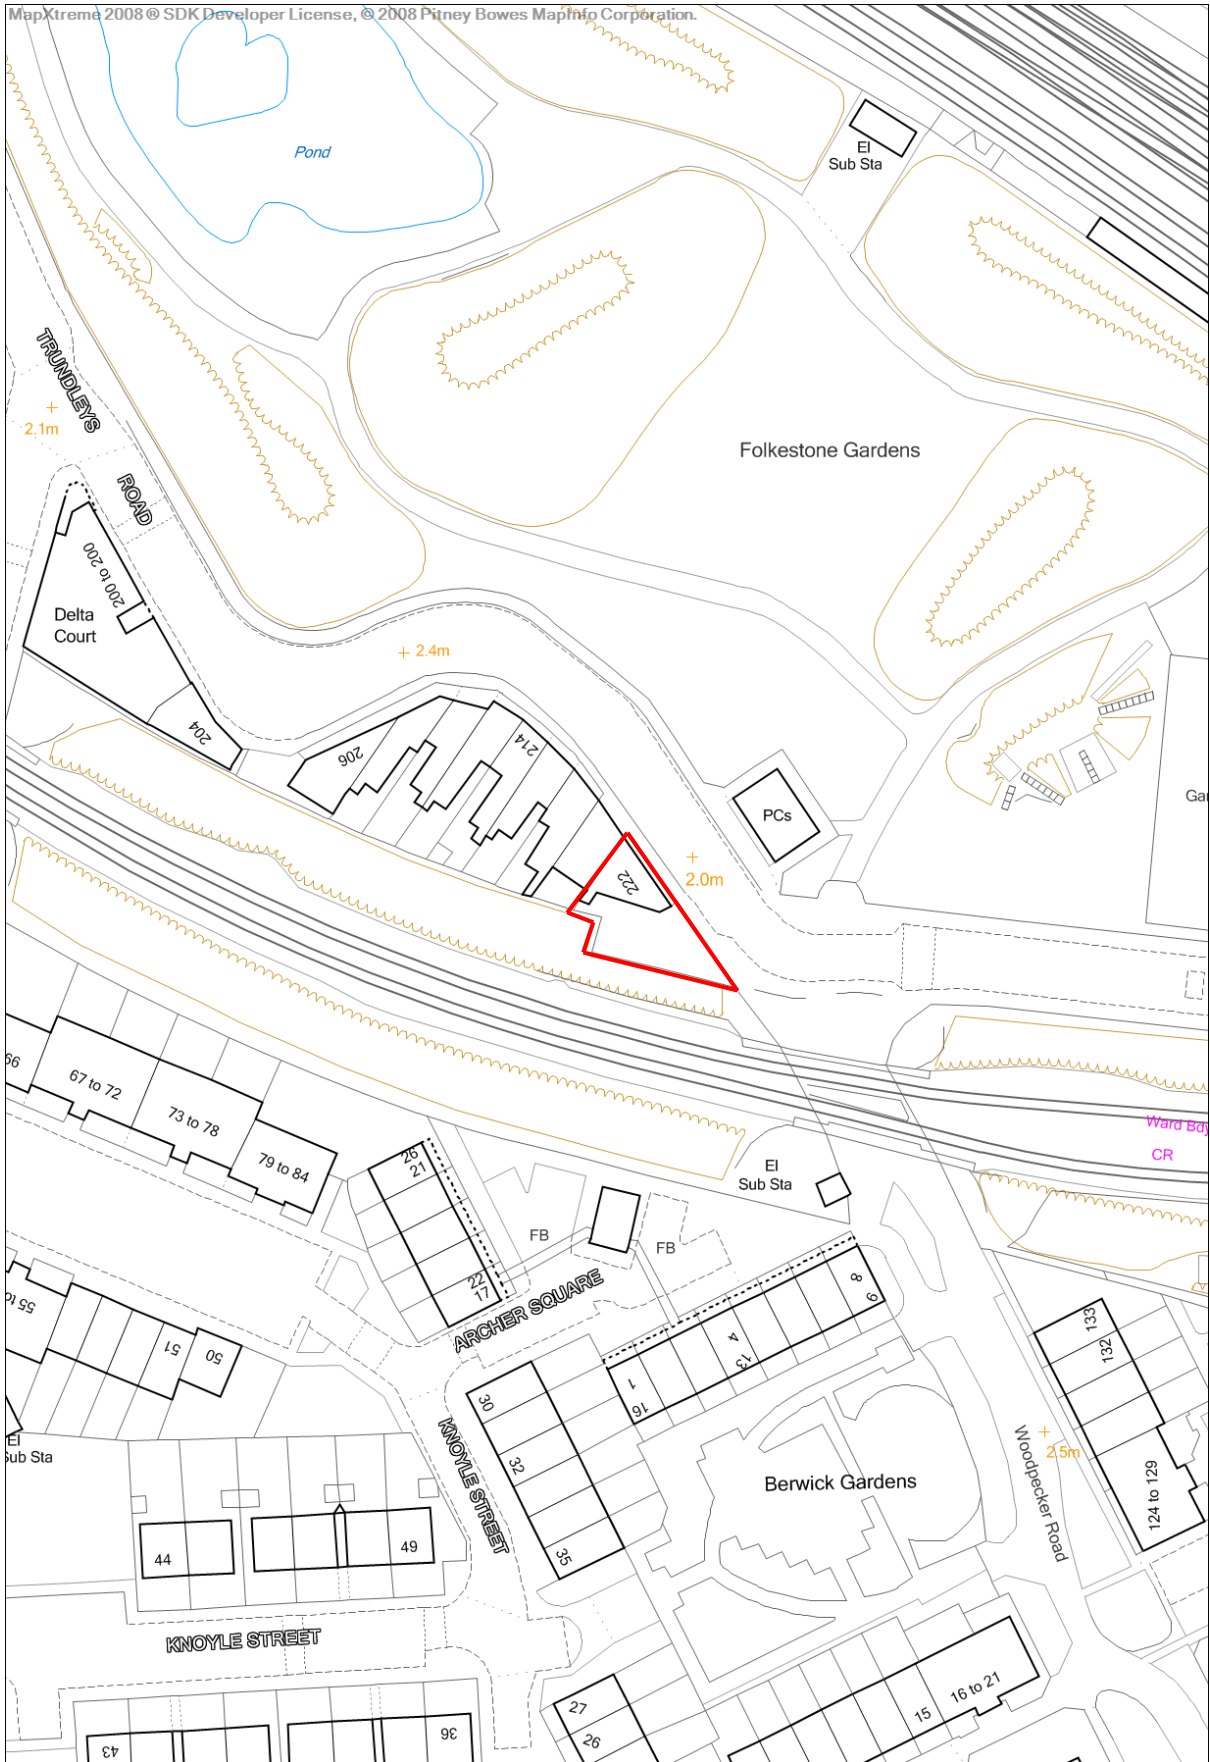 MapXtreme 2008 ® SDK Developer License, © 2008 Pitney Bowes MapInfo Corporation.
Pond
El
Sub Sta
TRUNDLEYS
ROAD
2.1m
Folkestone Gardens
200 to 200
Delta
Court
204
2.4m
206
214
PCs
222
2.0m
67 to 72
73 to 78
79 to 84
Ward Bdy
CR
El
Sub Sta
26
21
22
17
FB
FB
ARCHER SQUARE
8
9
4
13
1
16
51
50
El
Sub Sta
30
32
35
KNOYLE STREET
133
132
124 to 129
2.5m
Woodpecker Road
Berwick Gardens
44
49
KNOYLE STREET
43
36
27
26
15
16 to 21